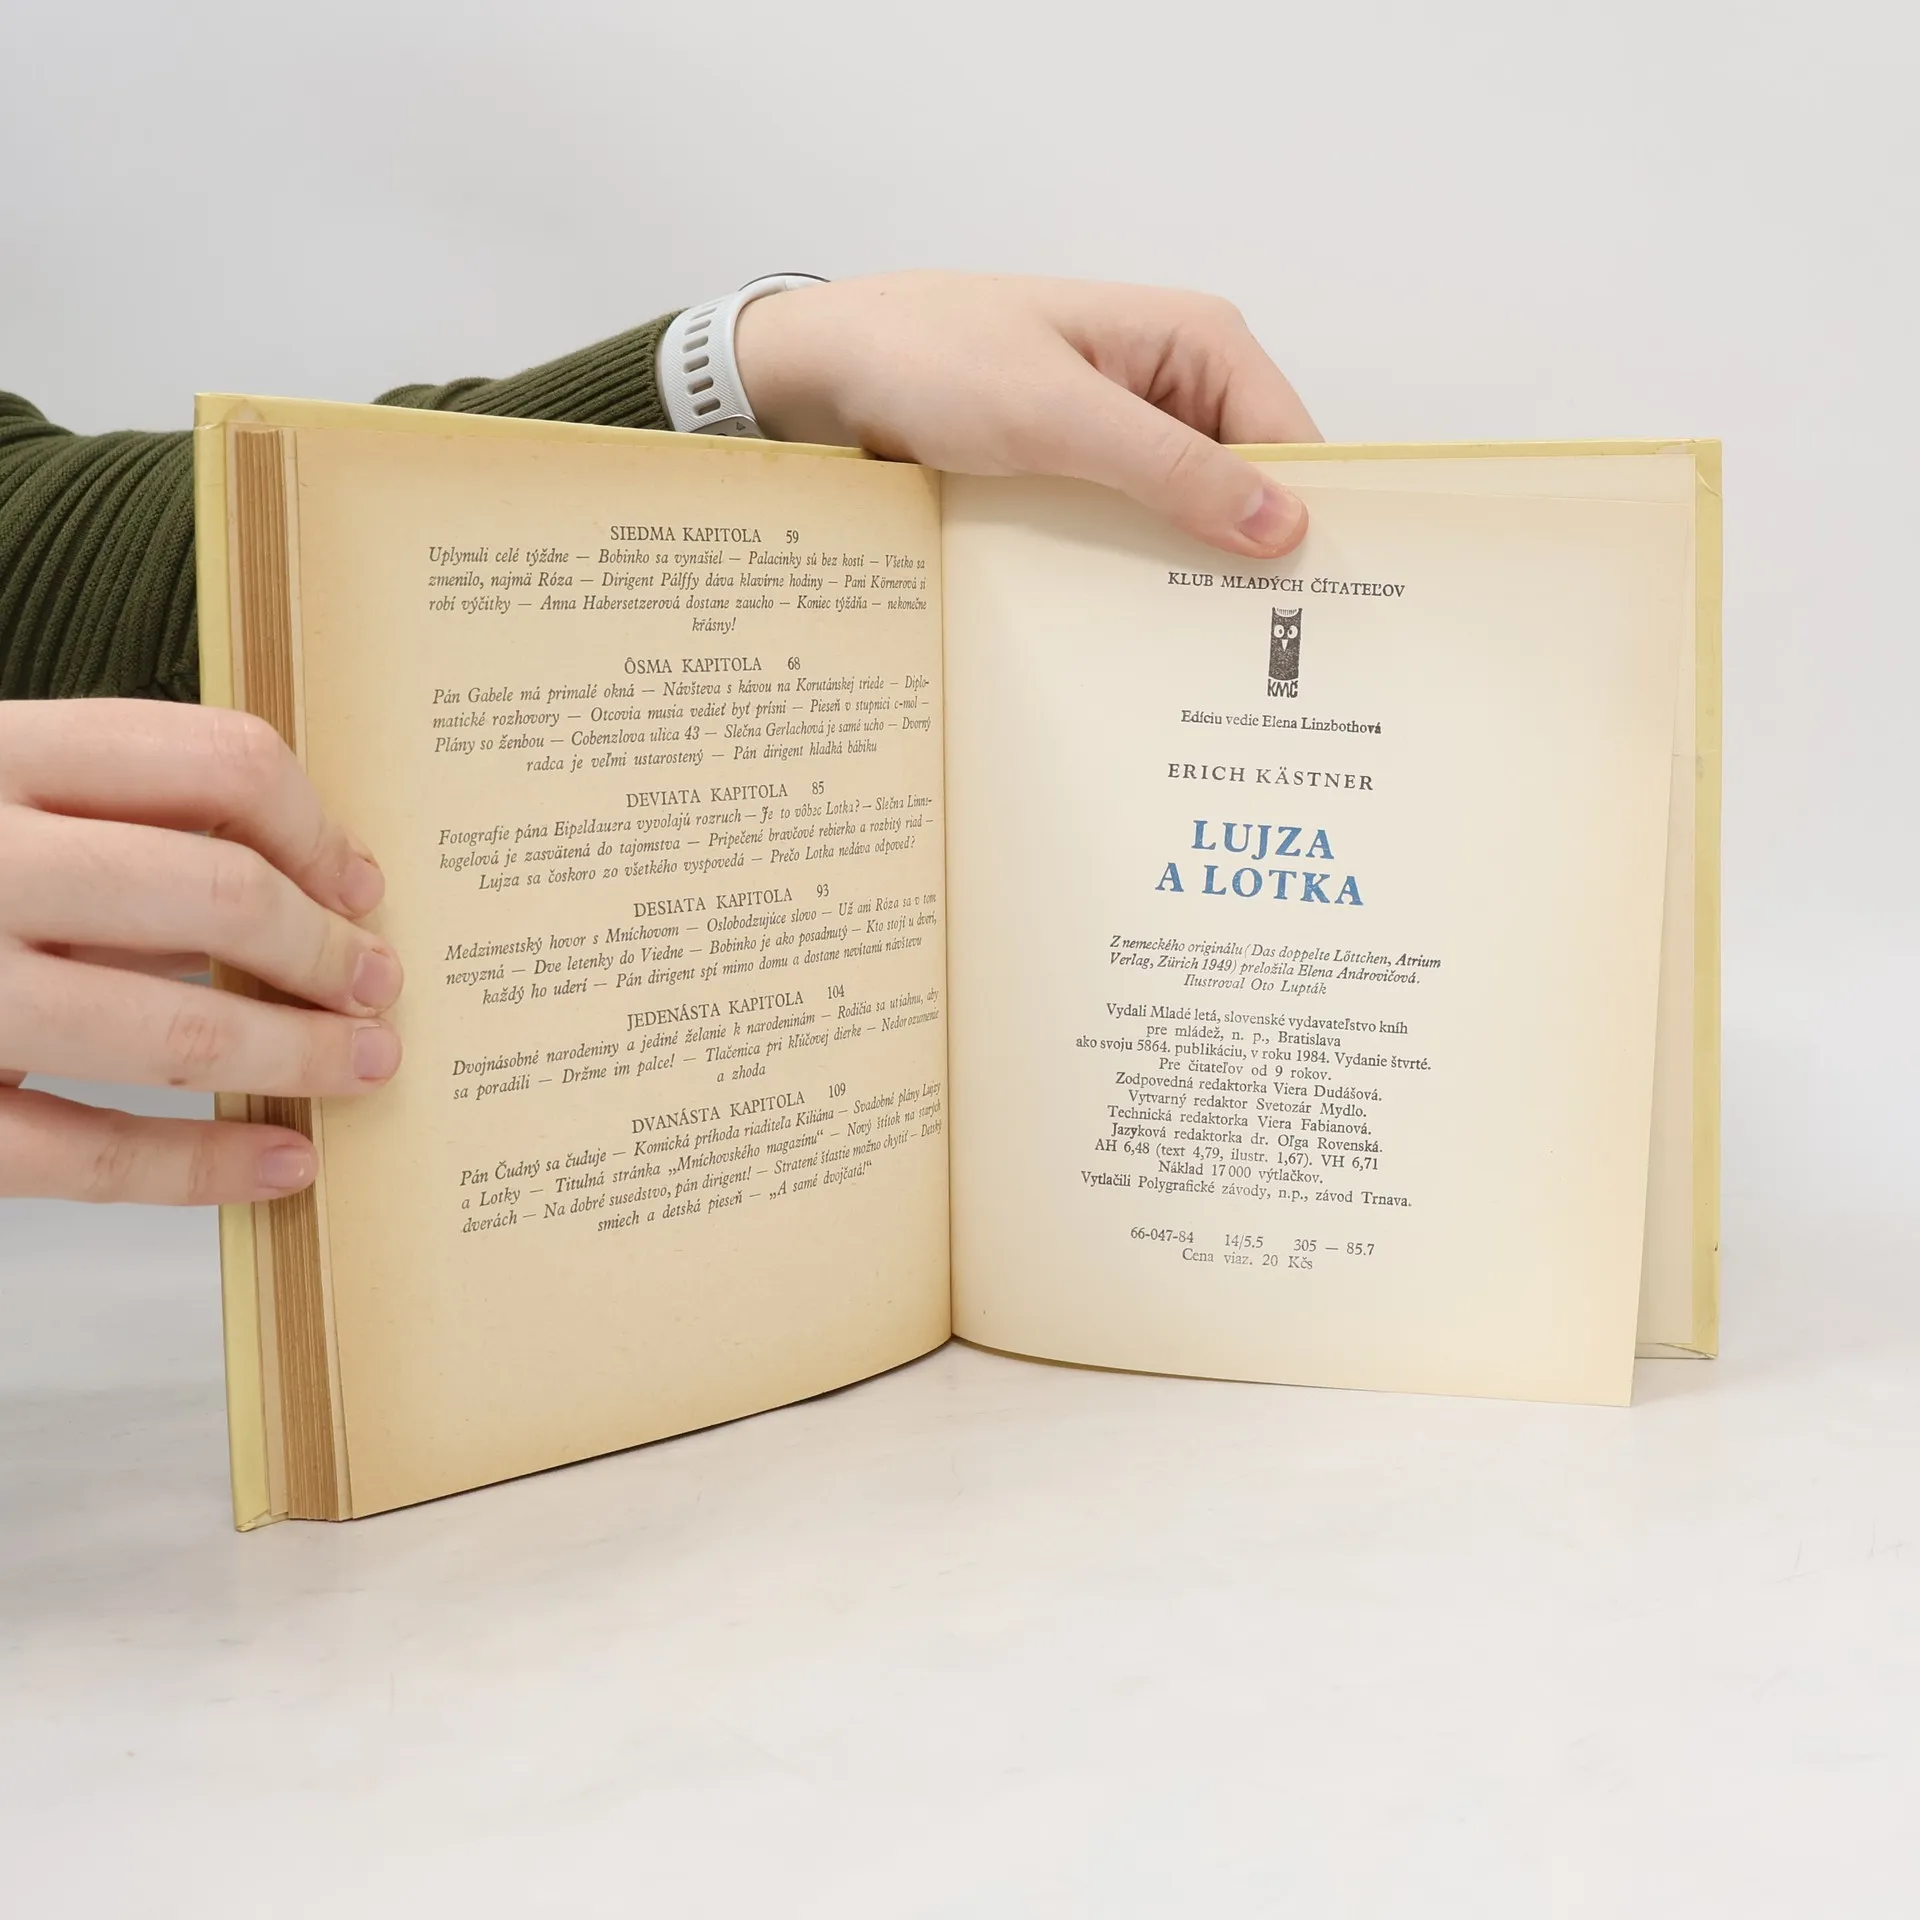 SIEDMA KAPITOLA 59
Uplynuli celé týždne — Bobinko sa vynašiel — Palacinky sú bez kostí — Všetko sa
zmenilo, najmä Róza — Dirigent Pálffy dáva klavírne hodiny — Pani Körnerová si
robí výčitky — Anna Habersetzerová dostane zaucho — Koniec týždňa — nekonečne
krásny!
ÔSMA KAPITOLA 68
Pán Gabele má primalé okná — Návšteva s kávou na Korutánskej triede — Diplo-
matické rozhovory — Otcovia musia vedieť byť prísni — Pieseň v stupnici c-mol —
Plány so ženbou — Cobenzlova ulica 43 — Slečna Gerlachová je samé ucho — Dvorný
radca je veľmi ustarostený — Pán dirigent hladká bábiku
DEVIATA KAPITOLA 85
Fotografie pána Eipeldauera vyvolajú rozruch — Je to vôbec Lotka? — Slečna Linne-
kogelová je zasvätená do tajomstva — Pripečené bravčové rebierko a rozbitý riad —
Lujza sa čoskoro zo všetkého vyspovedá — Prečo Lotka nedáva odpoveď?
DESIATA KAPITOLA 93
Medzimestský hovor s Mníchovom — Oslobodzujúce slovo — Už ani Róza sa v tom
nevyzná — Dve letenky do Viedne — Bobinko je ako posadnutý — Kto stojí u dverí,
každý ho uderí — Pán dirigent spí mimo domu a dostane nevítanú návštevu
JEDENÁSTA KAPITOLA 104
Dvojnásobné narodeniny a jediné želanie k narodeninám — Rodičia sa utiahnu, aby
sa poradili — Držme im palce! — Tlačenica pri kľúčovej dierke — Nedorozumenie
a zhoda
DVANÁSTA KAPITOLA 109
Pán Čudný sa čuduje — Komická príhoda riaditeľa Kiliána — Svadobné plány Lujzy
a Lotky — Titulná stránka „Mníchovského magazínu“ — Nový štítok na starých
dverách — Na dobré susedstvo, pán dirigent! — Stratené šťastie možno chytiť — Detský
smiech a detská pieseň — „A samé dvojčatá!“
KLUB MLADÝCH ČITATEĽOV
KMČ
Edíciu vedie Elena Linzbothová
ERICH KÄSTNER
LUJZA
A LOTKA
Z nemeckého originálu (Das doppelte Löttchen, Atrium
Verlag, Zürich 1949) preložila Elena Androvičová.
Ilustroval Oto Lupták
Vydali Mladé letá, slovenské vydavateľstvo kníh
pre mládež, n. p., Bratislava
ako svoju 5864. publikáciu, v roku 1984. Vydanie štvrté.
Pre čitateľov od 9 rokov.
Zodpovedná redaktorka Viera Dudášová.
Výtvarný redaktor Svetozár Mydlo.
Technická redaktorka Viera Fabianová.
Jazyková redaktorka dr. Oľga Rovenská.
AH 6,48 (text 4,79, ilustr. 1,67). VH 6,71
Náklad 17 000 výtlačkov.
Vytlačili Polygrafické závody, n.p., závod Trnava.
66-047-84 14/5.5 305 — 85.7
Cena viaz. 20 Kčs